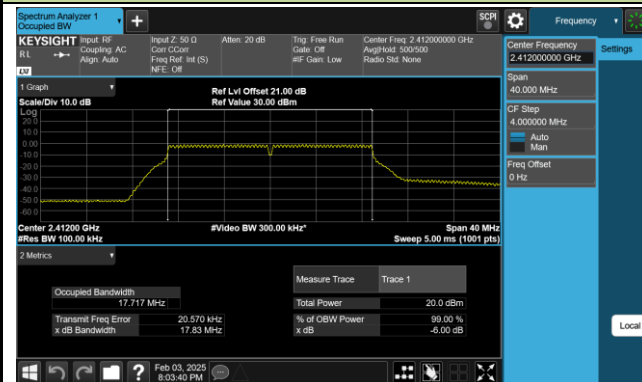 Spectrum Analyzer 1
Occupied BW
SCPI
Frequency
KEYSIGHT
RL
Input: RF
Coupling: AC
Align: Auto
Input Z: 50 Ω
Corr CCorr
Freq Ref: Int (S)
NFE: Off
Atten: 20 dB
Trig: Free Run
Gate: Off
#IF Gain: Low
Center Freq: 2.412000000 GHz
Avg|Hold: 500/500
Radio Std: None
Center Frequency
2.412000000 GHz
Settings
Span
40.000 MHz
CF Step
4.000000 MHz
Auto
Man
Freq Offset
0 Hz
Local
1 Graph
Scale/Div 10.0 dB
Ref Lvl Offset 21.00 dB
Ref Value 30.00 dBm
Log
20.0
10.0
0.00
-10.0
-20.0
-30.0
-40.0
-50.0
-60.0
Center 2.41200 GHz
#Video BW 300.00 kHz*
Span 40 MHz
#Res BW 100.00 kHz
Sweep 5.00 ms (1001 pts)
2 Metrics
Measure Trace Trace 1
Occupied Bandwidth
17.717 MHz
Total Power 20.0 dBm
Transmit Freq Error 20.570 kHz
% of OBW Power 99.00 %
x dB Bandwidth 17.83 MHz
x dB -6.00 dB
Feb 03, 2025
8:03:40 PM